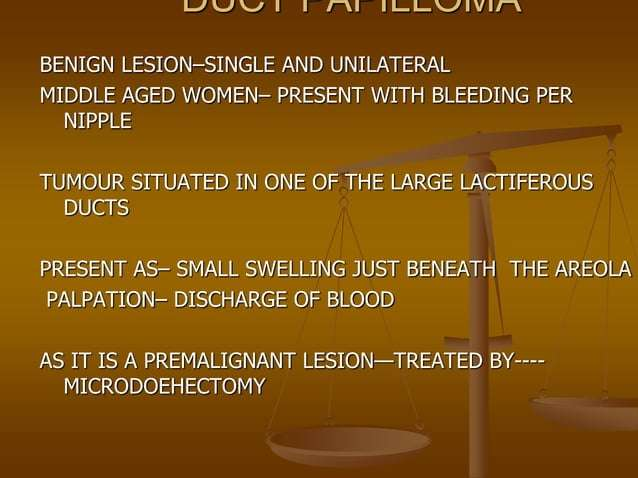 DUCT PAPILLOMA
BENIGN LESION–SINGLE AND UNILATERAL
MIDDLE AGED WOMEN– PRESENT WITH BLEEDING PER
NIPPLE
TUMOUR SITUATED IN ONE OF THE LARGE LACTIFEROUS
DUCTS
PRESENT AS– SMALL SWELLING JUST BENEATH THE AREOLA
PALPATION– DISCHARGE OF BLOOD
AS IT IS A PREMALIGNANT LESION—TREATED BY----
MICRODOEHECTOMY